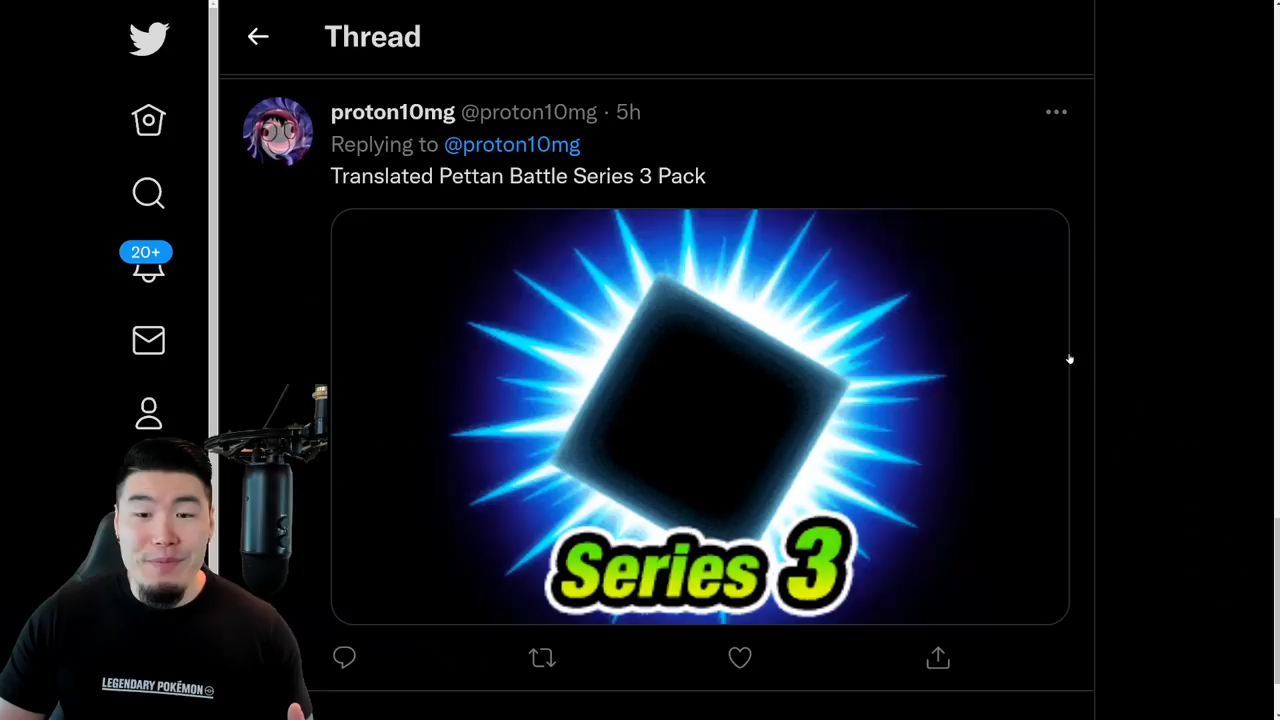 Thread
proton10mg @proton10mg · 5h
Replying to @proton10mg
Translated Pettan Battle Series 3 Pack
20+
Series 3
LEGENDARY POKÉMON